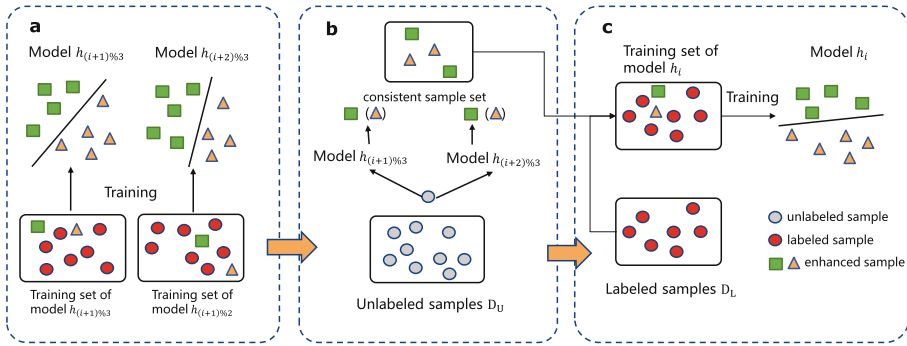 a
Model h(i+1)%3
Model h(i+2)%3
Training
Training set of
model h(i+1)%3
Training set of
model h(i+1)%2
b
consistent sample set
( )
( )
Model h(i+1)%3
Model h(i+2)%3
Unlabeled samples DU
c
Training set of
model hi
Model hi
Training
Labeled samples DL
unlabeled sample
labeled sample
enhanced sample